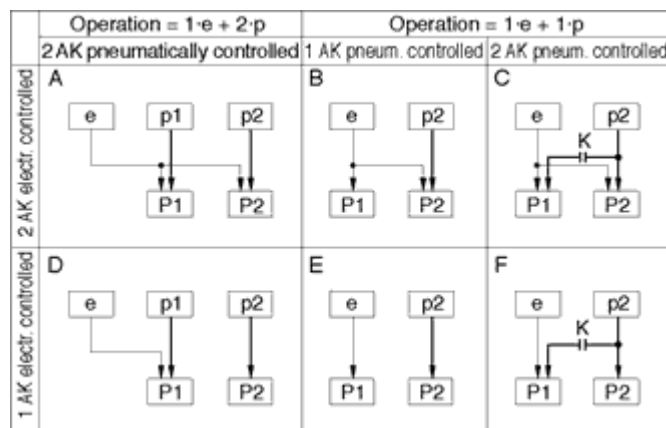 Operation = 1·e + 2·p
Operation = 1·e + 1·p
2 AK pneumatically controlled
1 AK pneum. controlled
2 AK pneum. controlled
2 AK electr. controlled
A
e
p1
p2
P1
P2
B
e
p2
P1
P2
C
e
p2
K
P1
P2
1 AK electr. controlled
D
e
p1
p2
P1
P2
E
e
p2
P1
P2
F
e
p2
K
P1
P2